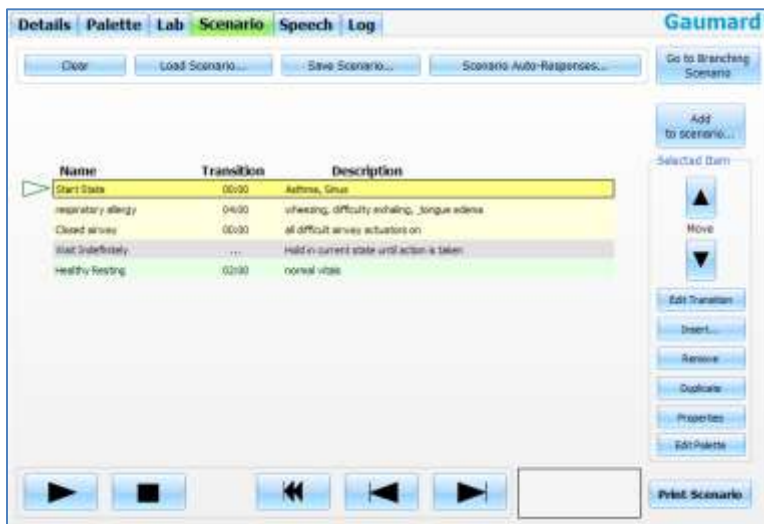 Details Palette Lab Scenario Speech Log
Gaumard
Clear Load Scenario... Save Scenario... Scenario Auto-Responses...
Go to Branching
Scenario
Add
to scenario...
Selected Item
Name Transition Description
Start State 00:00 Asthma, Sinus
respiratory allergy 04:00 wheezing, difficulty exhaling, _tongue edema
Closed airway 00:00 all difficult airway actuators on
Wait Indefinitely ... Hold in current state until action is taken
Healthy Resting 02:00 normal vitals
Move
Edit Transition
Insert...
Remove
Duplicate
Properties
Edit Palette
Print Scenario